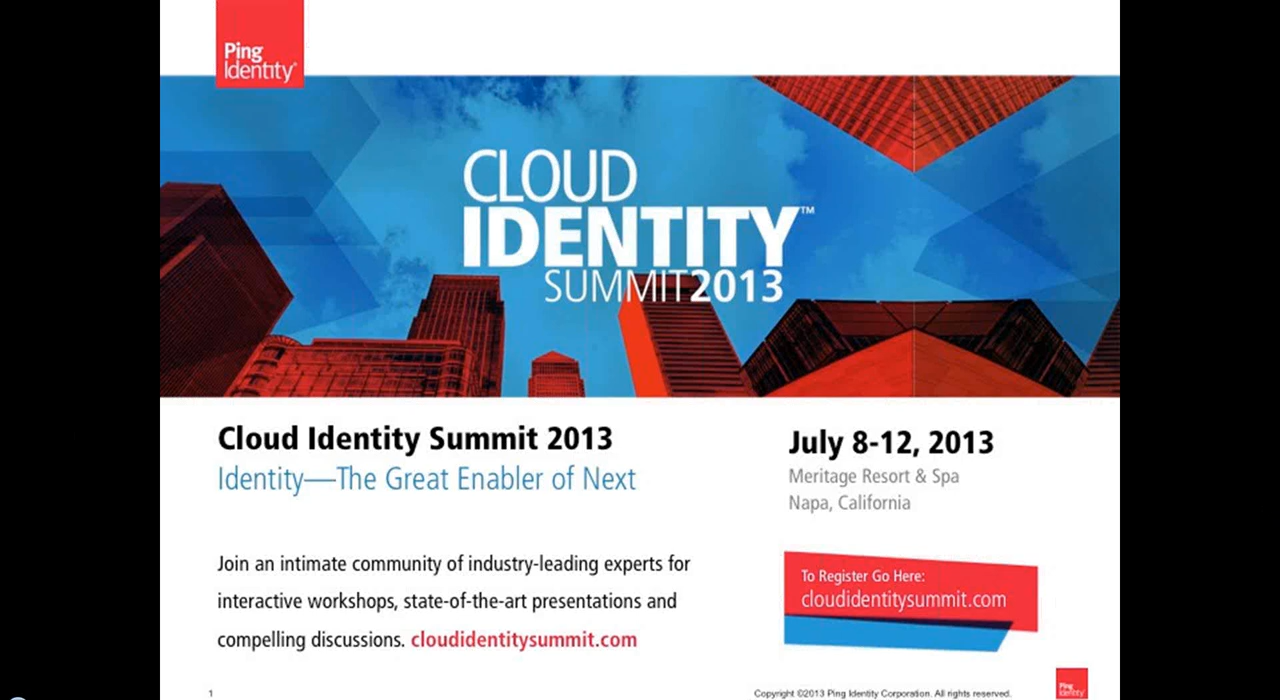 Ping
Identity®
CLOUD
IDENTITY™
SUMMIT2013
Cloud Identity Summit 2013
Identity—The Great Enabler of Next
July 8-12, 2013
Meritage Resort & Spa
Napa, California
Join an intimate community of industry-leading experts for
interactive workshops, state-of-the-art presentations and
compelling discussions. cloudidentitysummit.com
To Register Go Here:
cloudidentitysummit.com
1
Copyright ©2013 Ping Identity Corporation. All rights reserved.
Ping
Identity